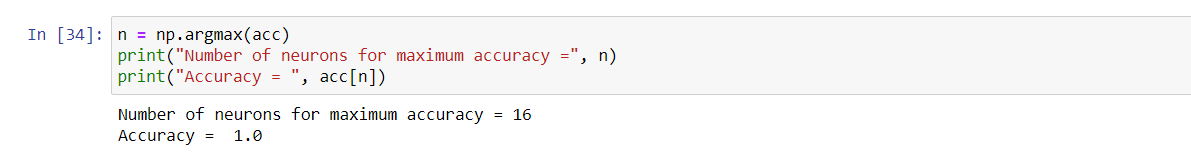 In [34]: n = np.argmax(acc)
print("Number of neurons for maximum accuracy =", n)
print("Accuracy = ", acc[n])
Number of neurons for maximum accuracy = 16
Accuracy =  1.0